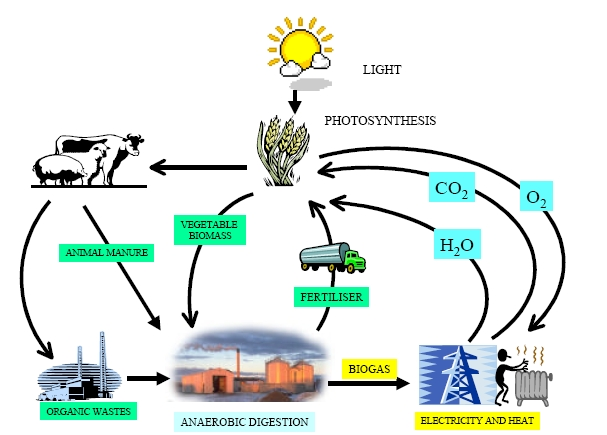 LIGHT
PHOTOSYNTHESIS
CO₂
O₂
VEGETABLE
BIOMASS
H₂O
ANIMAL MANURE
FERTILISER
BIOGAS
ORGANIC WASTES
ANAEROBIC DIGESTION
ELECTRICITY AND HEAT